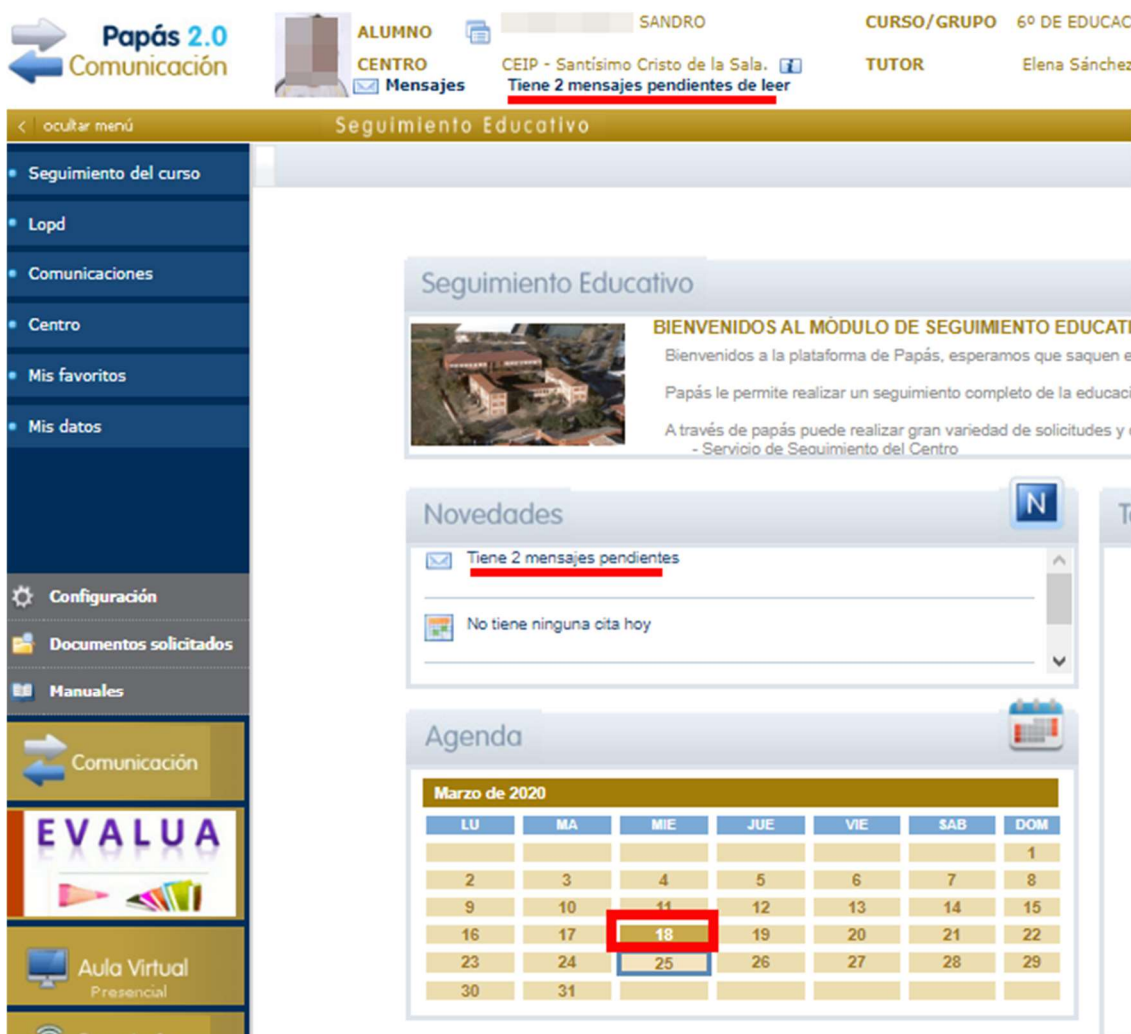 Papás 2.0
Comunicación
ALUMNO SANDRO CURSO/GRUPO 6º DE EDUCAC
CENTRO CEIP - Santísimo Cristo de la Sala. TUTOR Elena Sánchez
Mensajes Tiene 2 mensajes pendientes de leer
< ocultar menú Seguimiento Educativo
Seguimiento del curso
Lopd
Comunicaciones
Centro
Mis favoritos
Mis datos
Configuración
Documentos solicitados
Manuales
Comunicación
EVALUA
Aula Virtual
Presencial
Seguimiento Educativo
BIENVENIDOS AL MÓDULO DE SEGUIMIENTO EDUCATI
Bienvenidos a la plataforma de Papás, esperamos que saquen e
Papás le permite realizar un seguimiento completo de la educaci
A través de papás puede realizar gran variedad de solicitudes y
- Servicio de Seguimiento del Centro
Novedades N
Tiene 2 mensajes pendientes
No tiene ninguna cita hoy
Agenda
Marzo de 2020
LU MA MIE JUE VIE SAB DOM
1
2 3 4 5 6 7 8
9 10 11 12 13 14 15
16 17 18 19 20 21 22
23 24 25 26 27 28 29
30 31